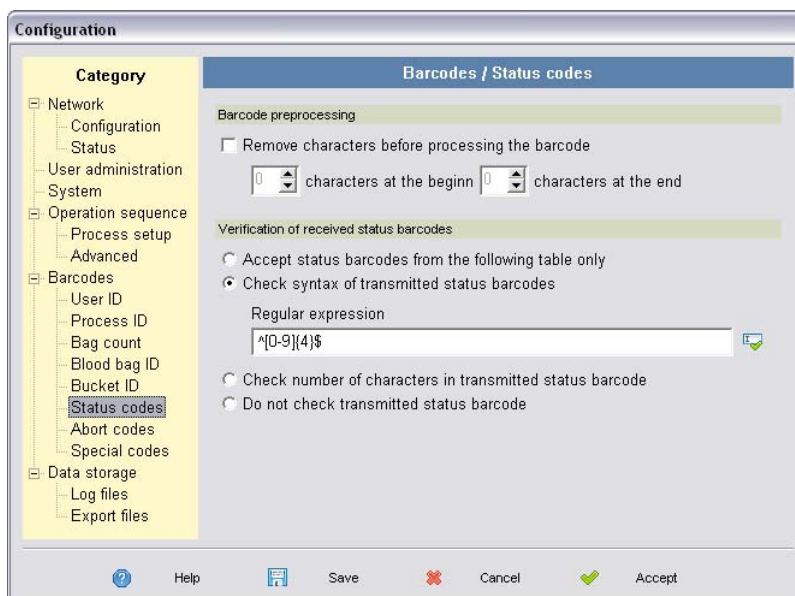 Configuration
Category
Network
Configuration
Status
User administration
System
Operation sequence
Process setup
Advanced
Barcodes
User ID
Process ID
Bag count
Blood bag ID
Bucket ID
Status codes
Abort codes
Special codes
Data storage
Log files
Export files
Barcodes / Status codes
Barcode preprocessing
Remove characters before processing the barcode
0 characters at the beginn 0 characters at the end
Verification of received status barcodes
Accept status barcodes from the following table only
Check syntax of transmitted status barcodes
Regular expression
^[0-9]{4}$
Check number of characters in transmitted status barcode
Do not check transmitted status barcode
Help Save Cancel Accept